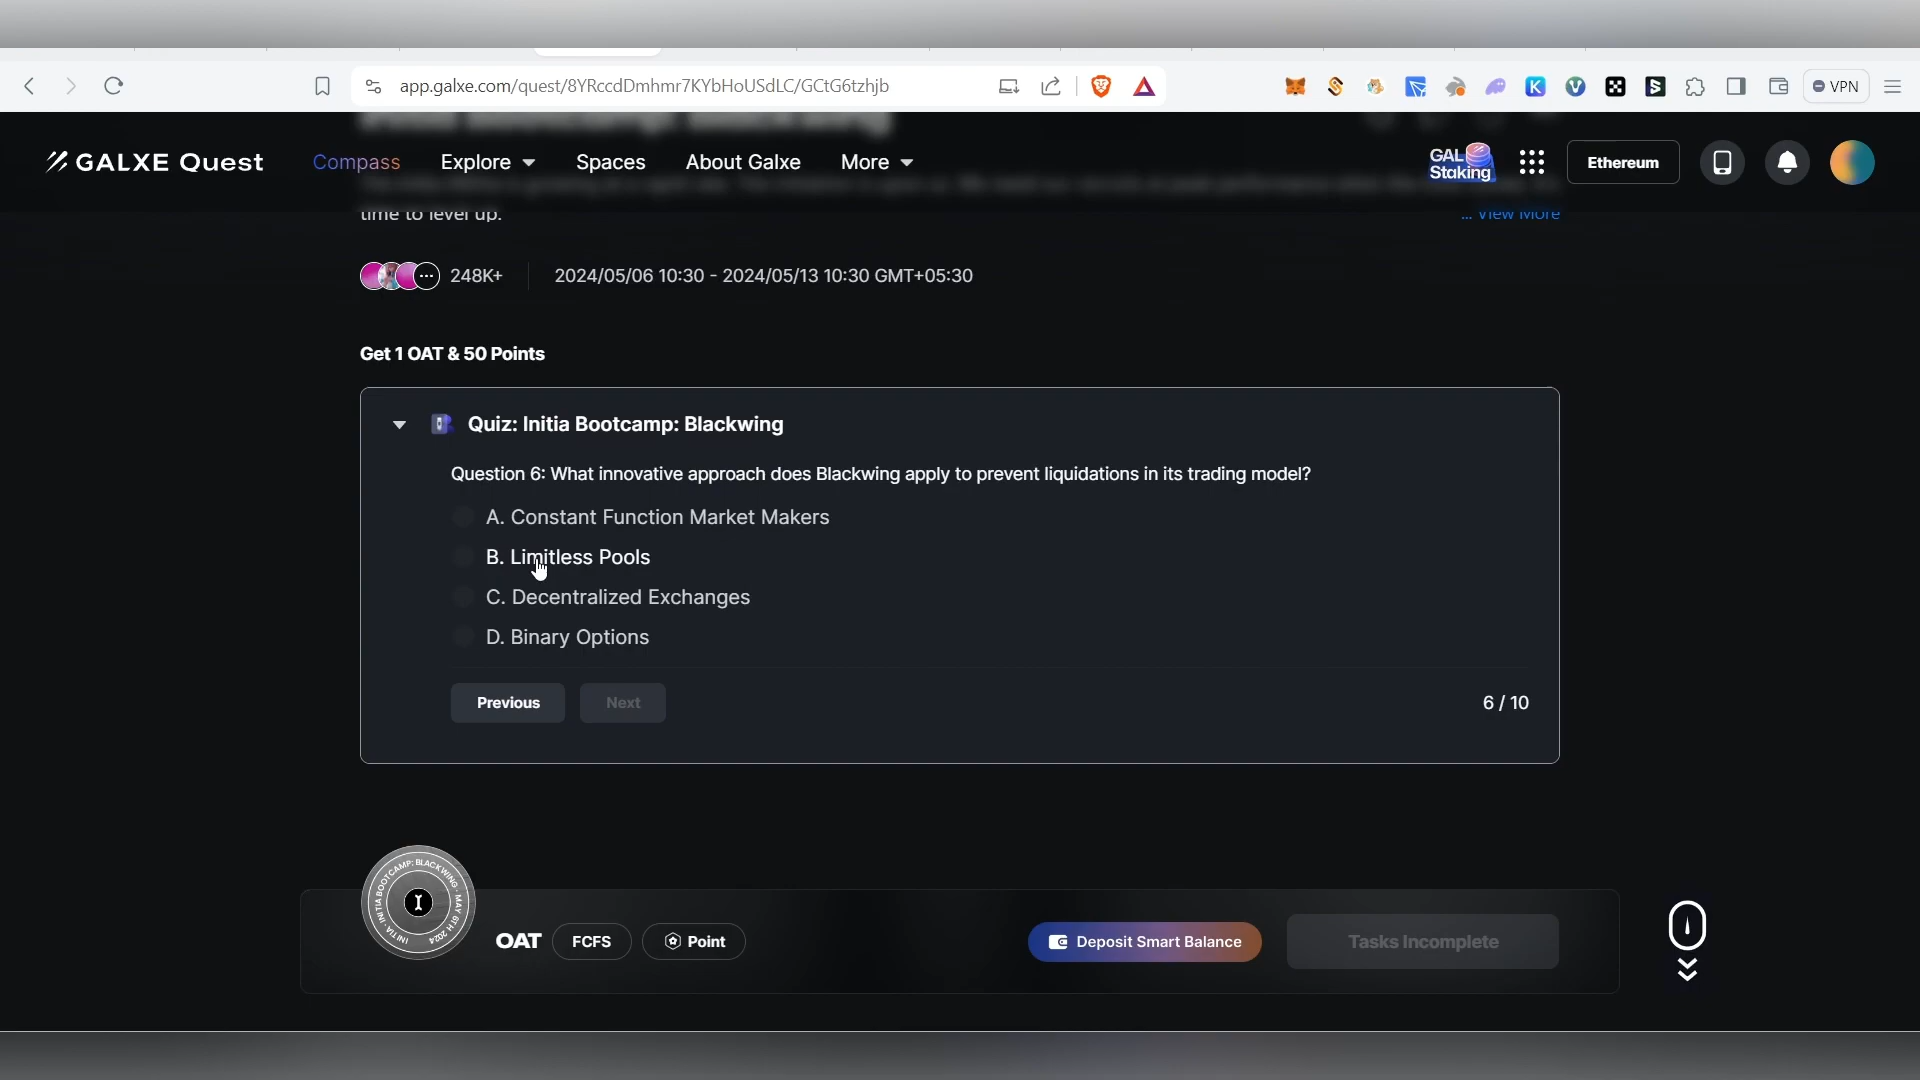 app.galxe.com/quest/8YRccdDmhmr7KYbHoUSdLC/GCtG6tzhjb
VPN
GALXE Quest
Compass
Explore
Spaces
About Galxe
More
GAL
Staking
Ethereum
time to level up.
... View More
248K+
2024/05/06 10:30 - 2024/05/13 10:30 GMT+05:30
Get 1 OAT & 50 Points
Quiz: Initia Bootcamp: Blackwing
Question 6: What innovative approach does Blackwing apply to prevent liquidations in its trading model?
A. Constant Function Market Makers
B. Limitless Pools
C. Decentralized Exchanges
D. Binary Options
Previous
Next
6 / 10
INITIA · INITIA BOOTCAMP: BLACKWING · MAY 6TH 2024
OAT
FCFS
Point
Deposit Smart Balance
Tasks Incomplete